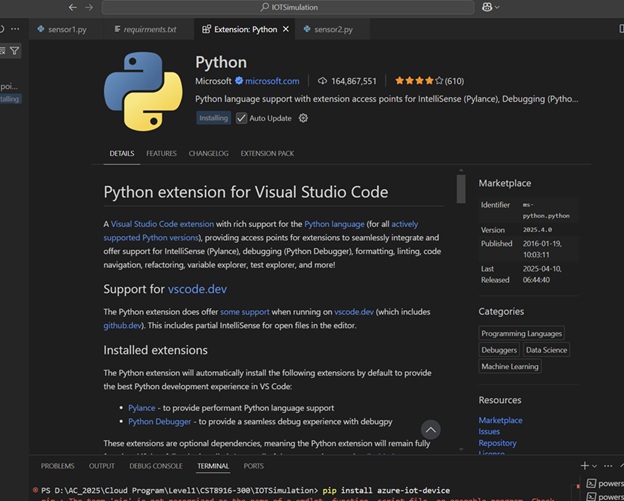 IOTSimulation
sensor1.py
requirments.txt
Extension: Python
sensor2.py
Python
Microsoft microsoft.com 164,867,551 (610)
Python language support with extension access points for IntelliSense (Pylance), Debugging (Pytho...
Installing Auto Update
DETAILS FEATURES CHANGELOG EXTENSION PACK
Python extension for Visual Studio Code
A Visual Studio Code extension with rich support for the Python language (for all actively
supported Python versions), providing access points for extensions to seamlessly integrate and
offer support for IntelliSense (Pylance), debugging (Python Debugger), formatting, linting, code
navigation, refactoring, variable explorer, test explorer, and more!
Support for vscode.dev
The Python extension does offer some support when running on vscode.dev (which includes
github.dev). This includes partial IntelliSense for open files in the editor.
Installed extensions
The Python extension will automatically install the following extensions by default to provide
the best Python development experience in VS Code:
• Pylance - to provide performant Python language support
• Python Debugger - to provide a seamless debug experience with debugpy
These extensions are optional dependencies, meaning the Python extension will remain fully
Marketplace
Identifier ms-
python.python
Version 2025.4.0
Published 2016-01-19,
10:03:11
Last 2025-04-10,
Released 06:44:40
Categories
Programming Languages
Debuggers Data Science
Machine Learning
Resources
Marketplace
Issues
Repository
License
PROBLEMS OUTPUT DEBUG CONSOLE TERMINAL PORTS
PS D:\AC_2025\Cloud Program\Level1\CST8916-300\IOTSimulation> pip install azure-iot-device
powers
powers